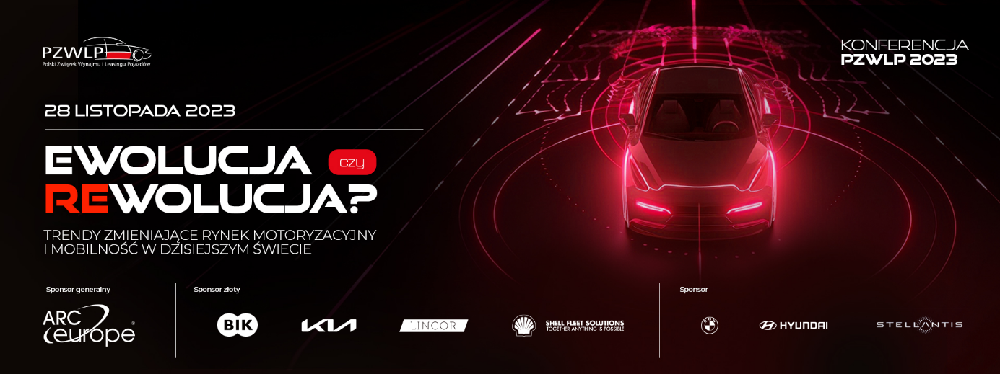 PZWLP
Polski Związek Wynajmu i Leasingu Pojazdów
KONFERENCJA
PZWLP 2023
28 LISTOPADA 2023
EWOLUCJA czy
REWOLUCJA?
TRENDY ZMIENIAJĄCE RYNEK MOTORYZACYJNY
I MOBILNOŚĆ W DZISIEJSZYM ŚWIECIE
Sponsor generalny
ARC
europe®
Sponsor złoty
BIK
KIA
LINCOR
SHELL FLEET SOLUTIONS
TOGETHER ANYTHING IS POSSIBLE
Sponsor
BMW
HYUNDAI
STELLANTIS